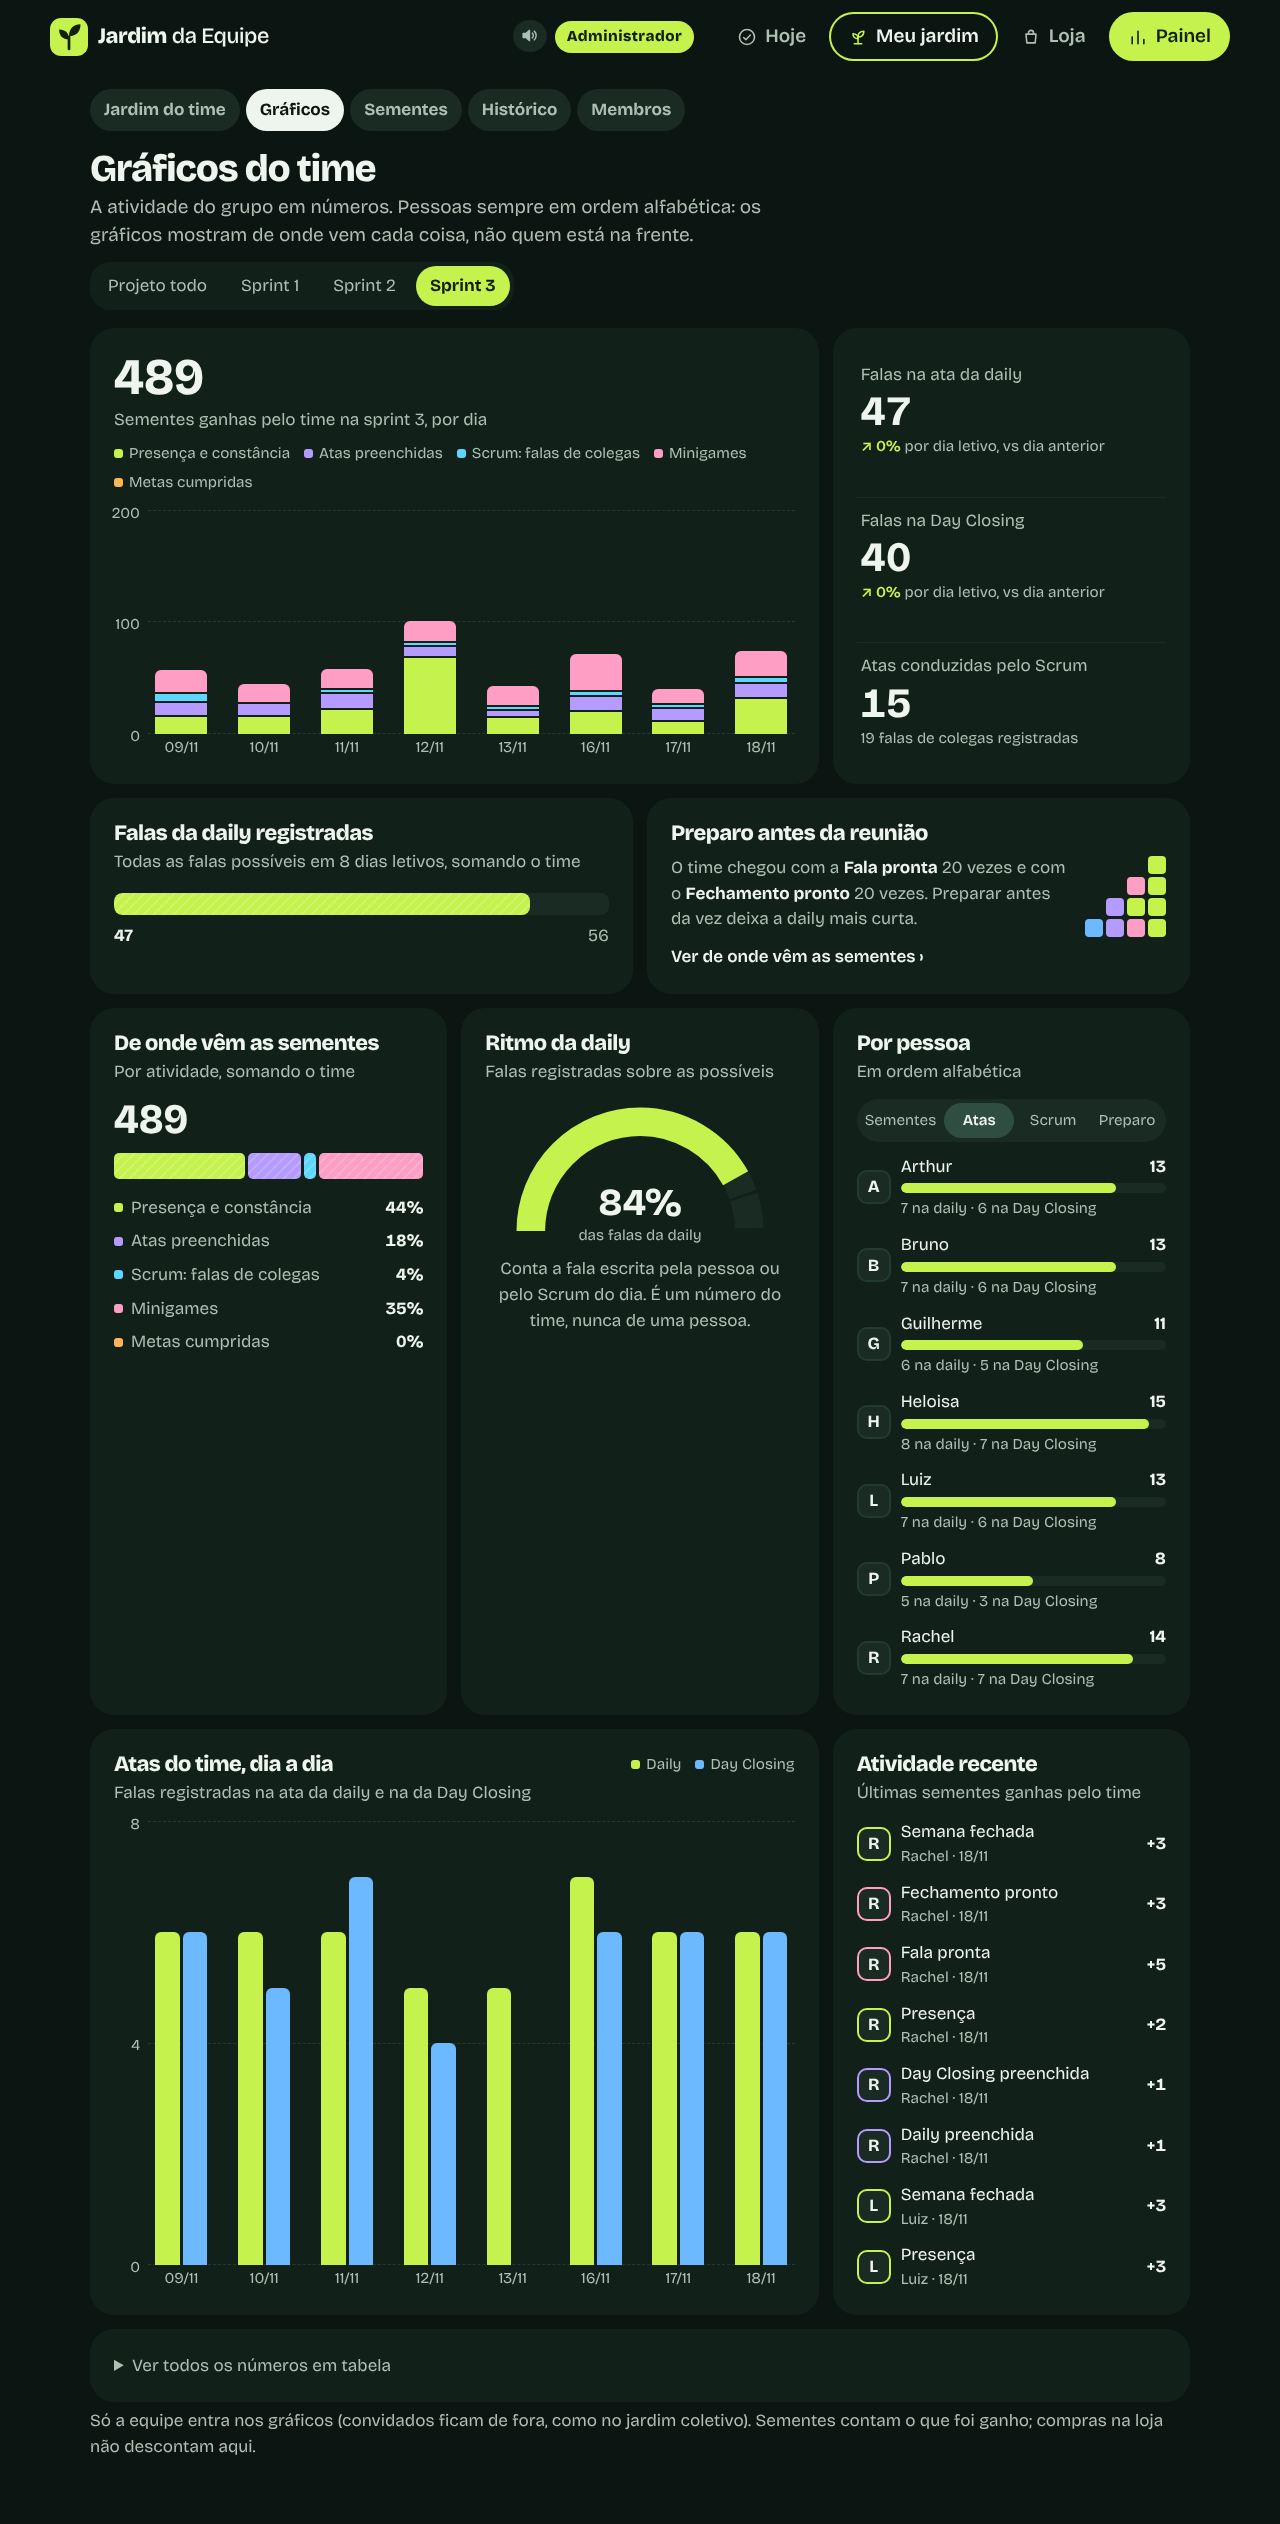 Jardim da Equipe
Administrador
Hoje
Meu jardim
Loja
Painel
Jardim do time
Gráficos
Sementes
Histórico
Membros
Gráficos do time
A atividade do grupo em números. Pessoas sempre em ordem alfabética: os
gráficos mostram de onde vem cada coisa, não quem está na frente.
Projeto todo
Sprint 1
Sprint 2
Sprint 3
489
Sementes ganhas pelo time na sprint 3, por dia
Presença e constância
Atas preenchidas
Scrum: falas de colegas
Minigames
Metas cumpridas
200
100
0
09/11
10/11
11/11
12/11
13/11
16/11
17/11
18/11
Falas na ata da daily
47
↗ 0% por dia letivo, vs dia anterior
Falas na Day Closing
40
↗ 0% por dia letivo, vs dia anterior
Atas conduzidas pelo Scrum
15
19 falas de colegas registradas
Falas da daily registradas
Todas as falas possíveis em 8 dias letivos, somando o time
47
56
Preparo antes da reunião
O time chegou com a Fala pronta 20 vezes e com
o Fechamento pronto 20 vezes. Preparar antes
da vez deixa a daily mais curta.
Ver de onde vêm as sementes ›
De onde vêm as sementes
Por atividade, somando o time
489
Presença e constância 44%
Atas preenchidas 18%
Scrum: falas de colegas 4%
Minigames 35%
Metas cumpridas 0%
Ritmo da daily
Falas registradas sobre as possíveis
84%
das falas da daily
Conta a fala escrita pela pessoa ou
pelo Scrum do dia. É um número do
time, nunca de uma pessoa.
Por pessoa
Em ordem alfabética
Sementes
Atas
Scrum
Preparo
A
Arthur 13
7 na daily · 6 na Day Closing
B
Bruno 13
7 na daily · 6 na Day Closing
G
Guilherme 11
6 na daily · 5 na Day Closing
H
Heloisa 15
8 na daily · 7 na Day Closing
L
Luiz 13
7 na daily · 6 na Day Closing
P
Pablo 8
5 na daily · 3 na Day Closing
R
Rachel 14
7 na daily · 7 na Day Closing
Atas do time, dia a dia
Daily
Day Closing
Falas registradas na ata da daily e na da Day Closing
8
4
0
09/11
10/11
11/11
12/11
13/11
16/11
17/11
18/11
Atividade recente
Últimas sementes ganhas pelo time
R
Semana fechada +3
Rachel · 18/11
R
Fechamento pronto +3
Rachel · 18/11
R
Fala pronta +5
Rachel · 18/11
R
Presença +2
Rachel · 18/11
R
Day Closing preenchida +1
Rachel · 18/11
R
Daily preenchida +1
Rachel · 18/11
L
Semana fechada +3
Luiz · 18/11
L
Presença +3
Luiz · 18/11
▶ Ver todos os números em tabela
Só a equipe entra nos gráficos (convidados ficam de fora, como no jardim coletivo). Sementes contam o que foi ganho; compras na loja
não descontam aqui.